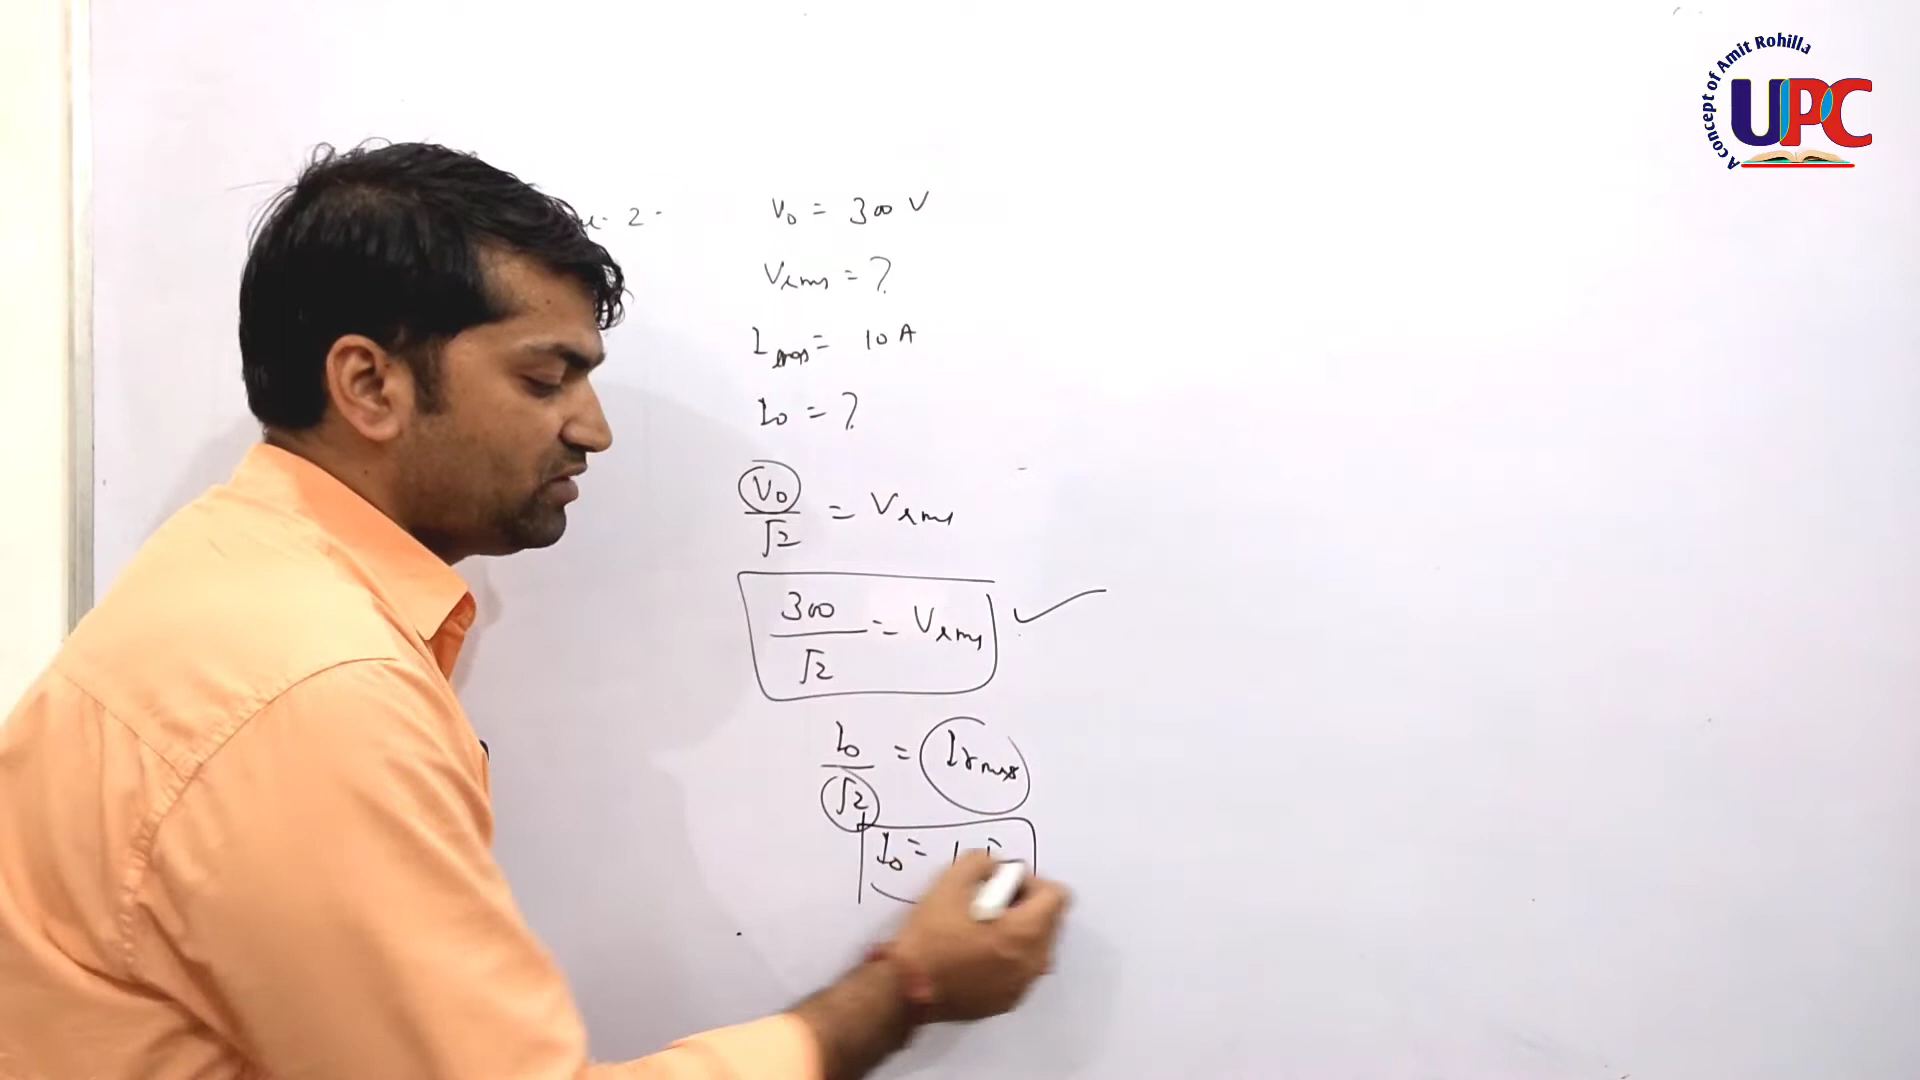 A concept of Amit Rohilla
UPC
2.
V₀ = 300 V
Vrms = ?
Irms = 10 A
I₀ = ?
V₀/√2 = Vrms
300/√2 = Vrms ✓
I₀/√2 = Irms
I₀ =